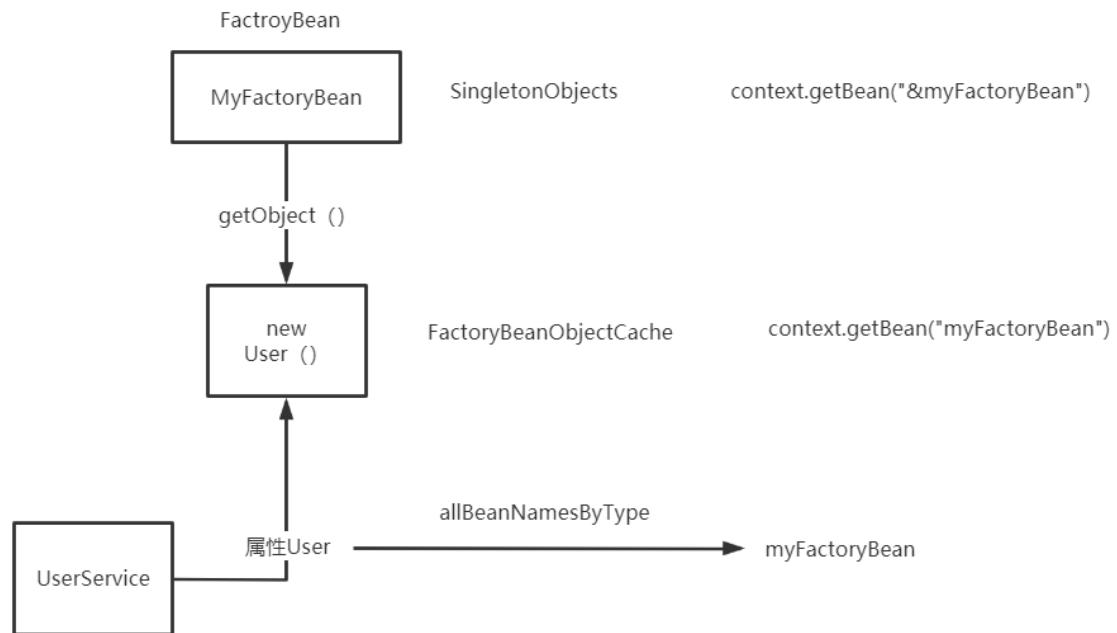 FactroyBean
MyFactoryBean
SingletonObjects
context.getBean("&myFactoryBean")
getObject（）
new
User（）
FactoryBeanObjectCache
context.getBean("myFactoryBean")
allBeanNamesByType
属性User
myFactoryBean
UserService